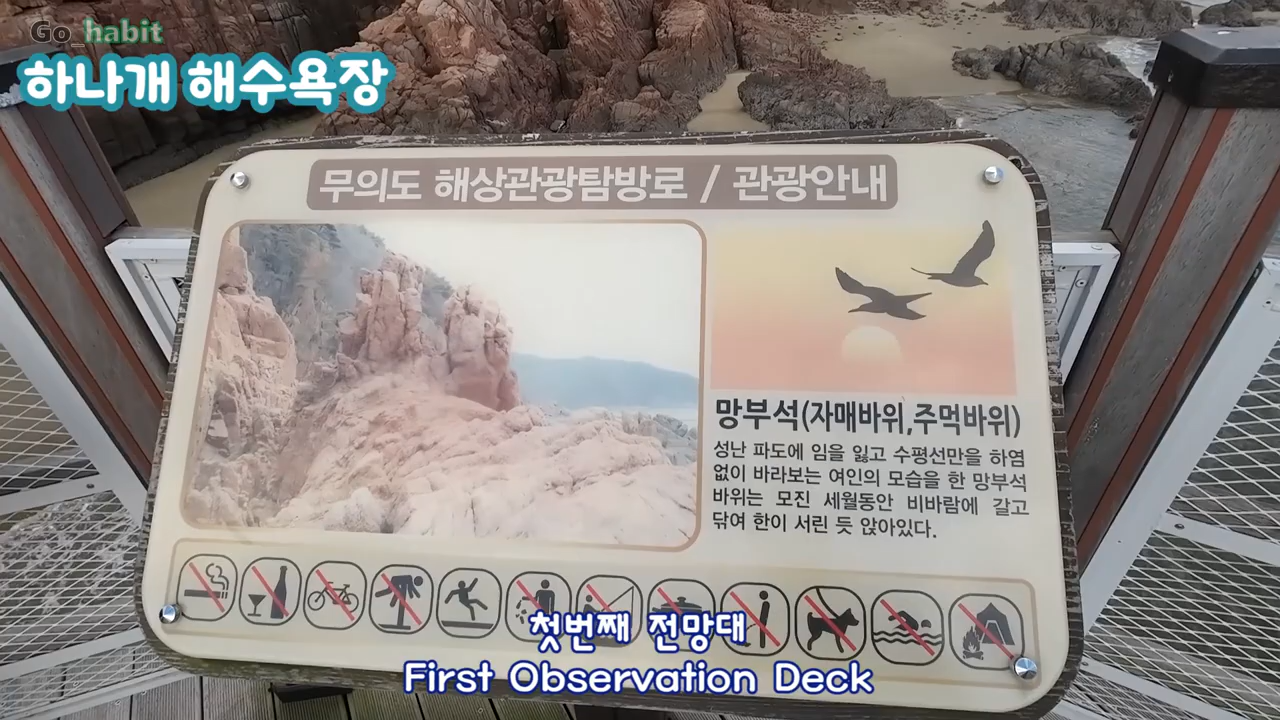 Go_habit
하나개 해수욕장
무의도 해상관광탐방로 / 관광안내
망부석(자매바위,주먹바위)
성난 파도에 임을 잃고 수평선만을 하염
없이 바라보는 여인의 모습을 한 망부석
바위는 모진 세월동안 비바람에 갈고
닦여 한이 서린 듯 앉아있다.
첫번째 전망대
First Observation Deck